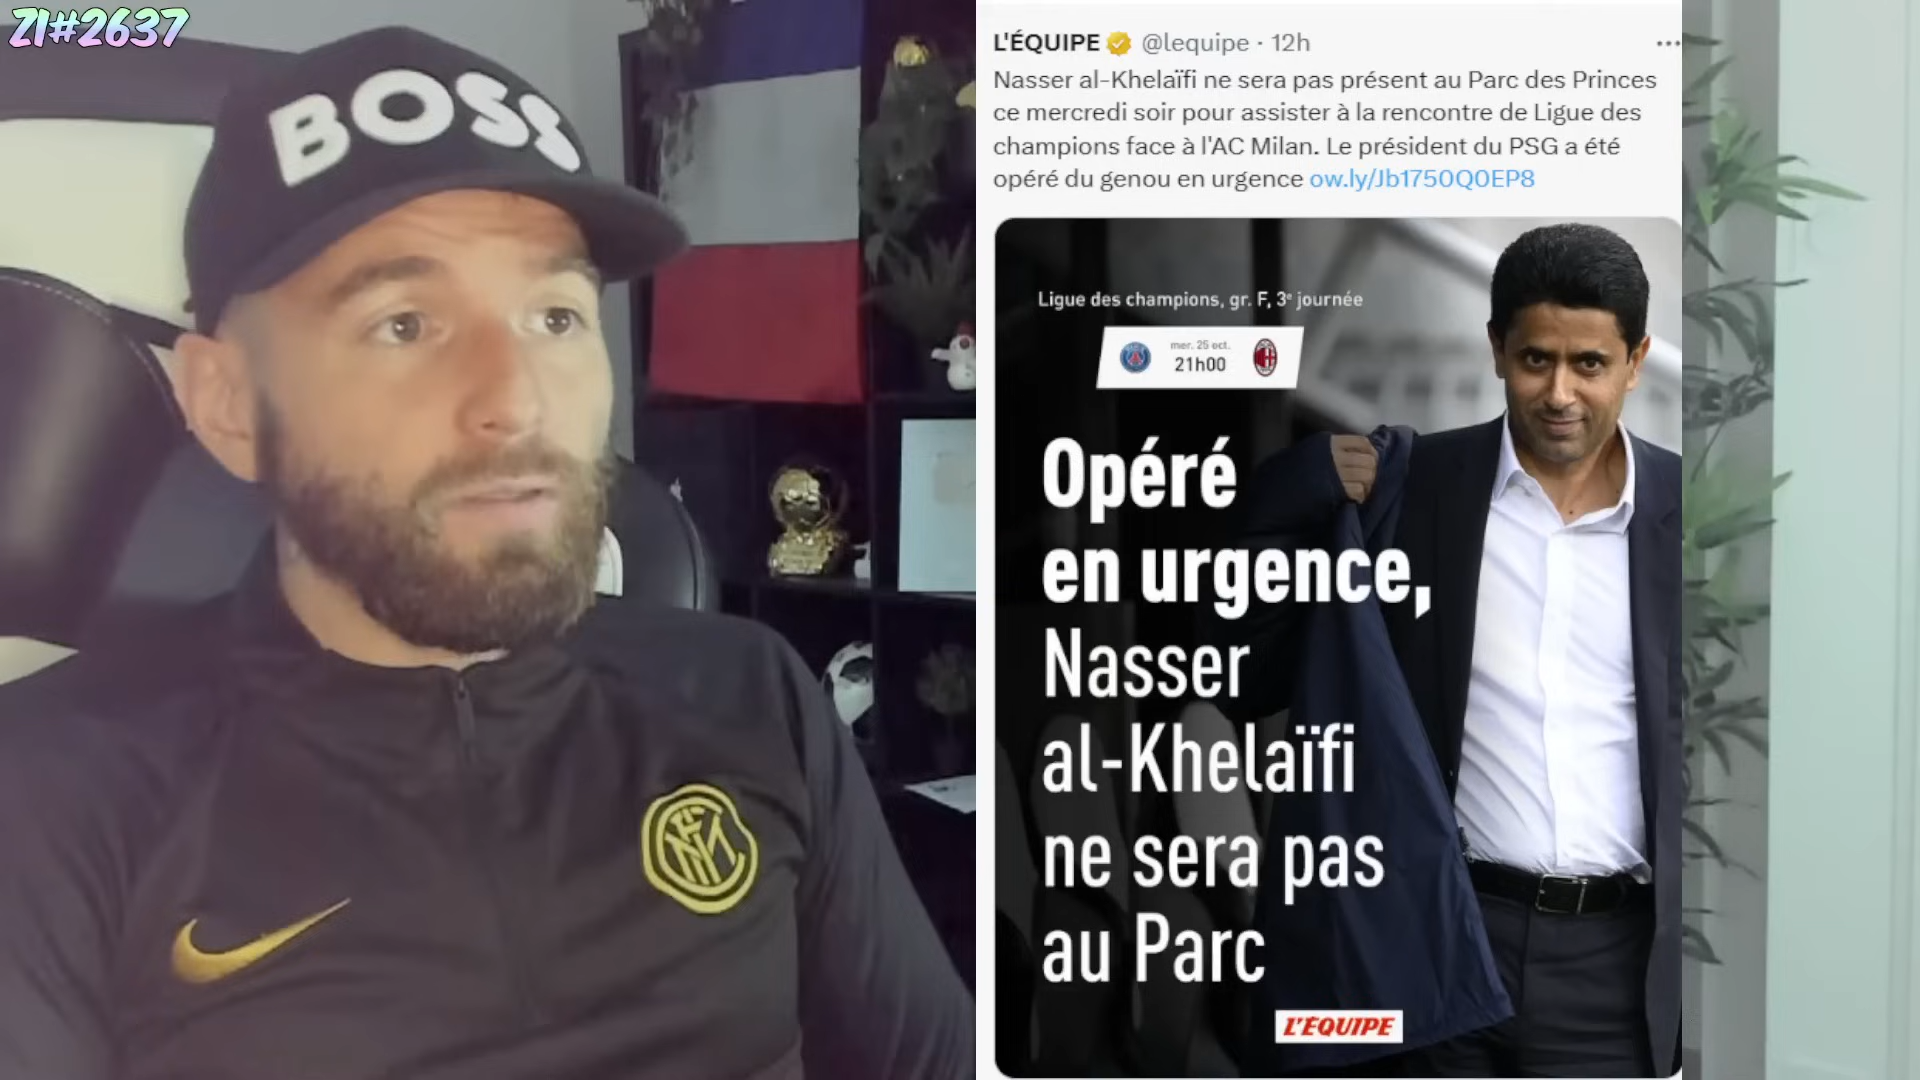 ZI#2637
BOSS
L'ÉQUIPE @lequipe · 12h
Nasser al-Khelaïfi ne sera pas présent au Parc des Princes
ce mercredi soir pour assister à la rencontre de Ligue des
champions face à l'AC Milan. Le président du PSG a été
opéré du genou en urgence ow.ly/Jb1750Q0EP8
Ligue des champions, gr. F, 3e journée
mer. 25 oct.
21h00
Opéré
en urgence,
Nasser
al-Khelaïfi
ne sera pas
au Parc
L'ÉQUIPE